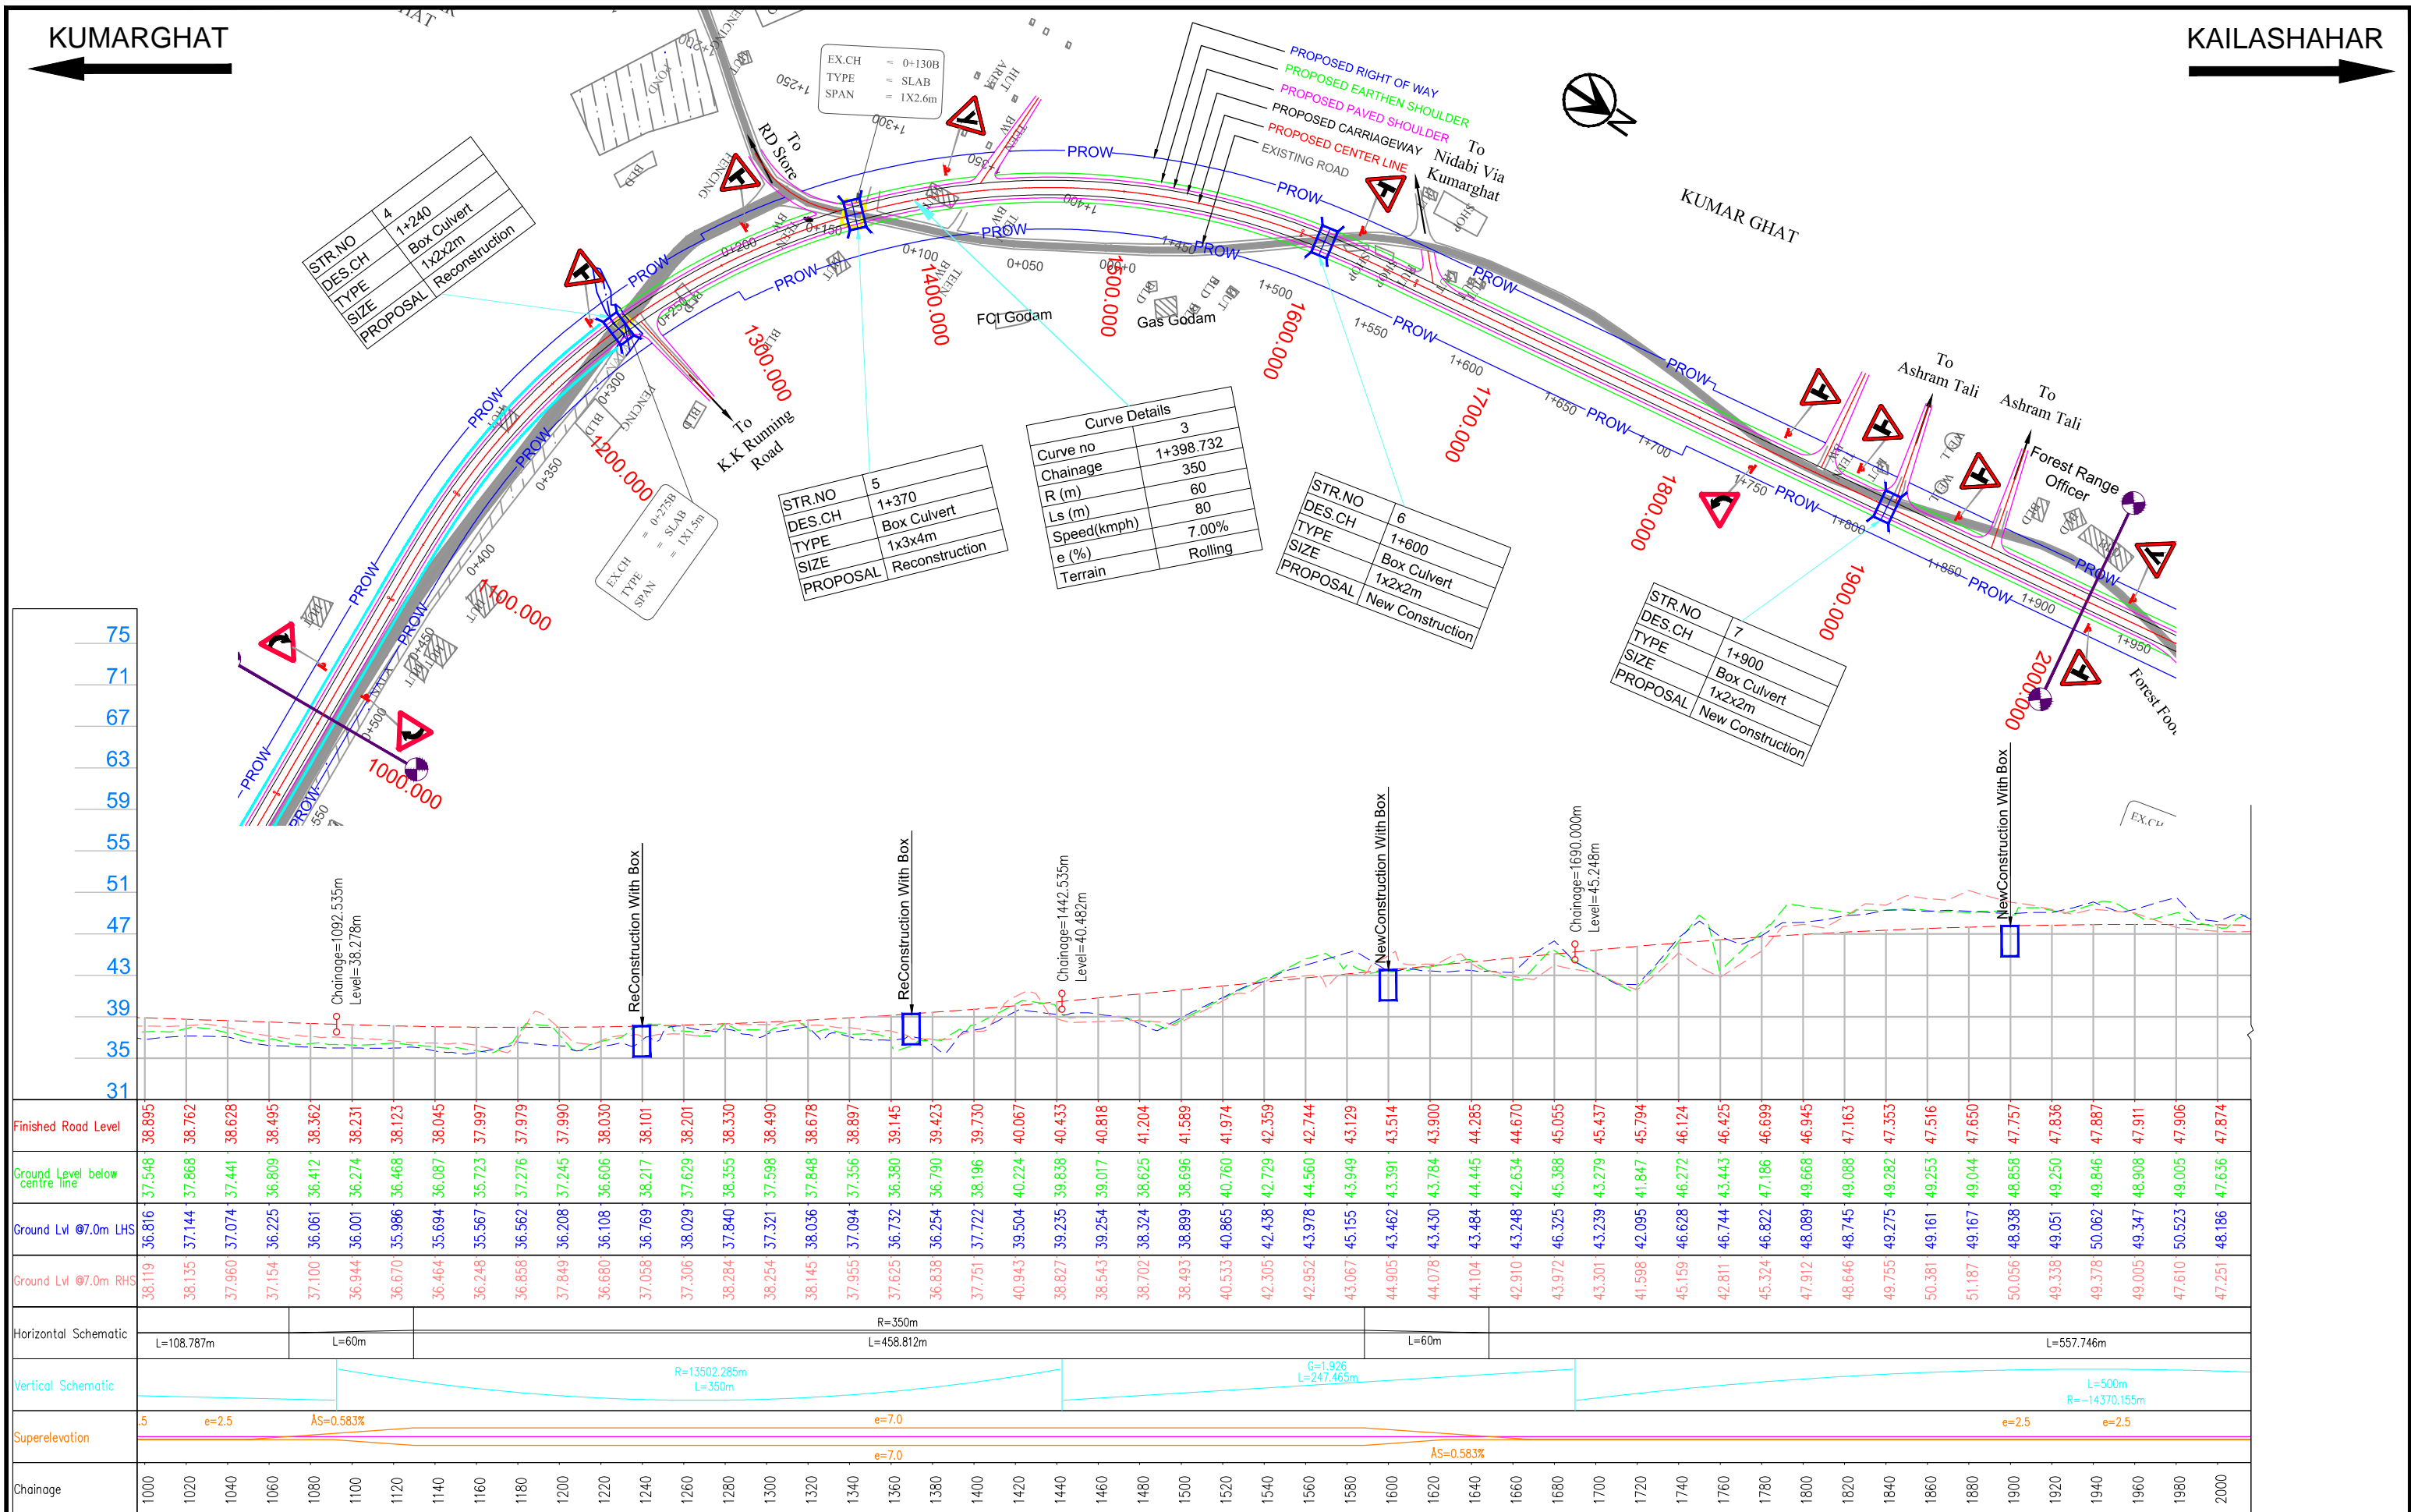 KUMARGHAT
KAILASHAHAR
EX.CH = 0+130B
TYPE = SLAB
SPAN = 1X2.6m
PROPOSED RIGHT OF WAY
PROPOSED EARTHEN SHOULDER
PROPOSED PAVED SHOULDER
PROPOSED CARRIAGEWAY
PROPOSED CENTER LINE
EXISTING ROAD
To
RD Store
To
Nidabi Via
Kumarghat
KUMAR GHAT
N
STR.NO 4
DES.CH 1+240
TYPE Box Culvert
SIZE 1x2x2m
PROPOSAL Reconstruction
FCI Godam
Gas Godam
To
K.K Running
Road
EX.CH = 0+275B
TYPE = SLAB
SPAN = 1X1.5m
STR.NO 5
DES.CH 1+370
TYPE Box Culvert
SIZE 1x3x4m
PROPOSAL Reconstruction
Curve Details
Curve no 3
Chainage 1+398.732
R (m) 350
Ls (m) 60
Speed(kmph) 80
e (%) 7.00%
Terrain Rolling
STR.NO 6
DES.CH 1+600
TYPE Box Culvert
SIZE 1x2x2m
PROPOSAL New Construction
STR.NO 7
DES.CH 1+900
TYPE Box Culvert
SIZE 1x2x2m
PROPOSAL New Construction
To
Ashram Tali
To
Ashram Tali
Forest Range
Officer
1000.000
1100.000
1200.000
1300.000
1400.000
1500.000
1600.000
1700.000
1800.000
1900.000
2000.000
75
71
67
63
59
55
51
47
43
39
35
31
Chainage=1092.535m
Level=38.278m
ReConstruction With Box
ReConstruction With Box
Chainage=1442.535m
Level=40.482m
NewConstruction With Box
Chainage=1690.000m
Level=45.248m
NewConstruction With Box
Finished Road Level 38.895 38.762 38.628 38.495 38.362 38.231 38.123 38.045 37.997 37.979 37.990 38.030 38.101 38.201 38.330 38.490 38.678 38.897 39.145 39.423 39.730 40.067 40.433 40.818 41.204 41.589 41.974 42.359 42.744 43.129 43.514 43.900 44.285 44.670 45.055 45.437 45.794 46.124 46.425 46.699 46.945 47.163 47.353 47.516 47.650 47.757 47.836 47.887 47.911 47.906 47.874
Ground Level below
centre line 37.548 37.868 37.441 36.809 36.412 36.274 36.468 36.087 35.723 37.276 37.245 36.606 38.217 37.629 38.355 37.598 37.848 37.356 36.380 36.790 38.196 40.224 39.838 39.017 38.625 38.696 40.760 42.729 44.560 43.949 43.391 43.784 44.445 42.634 45.388 43.279 41.847 46.272 43.443 47.186 49.668 49.088 49.282 49.253 49.044 48.858 49.250 49.846 48.908 49.005 47.636
Ground Lvl @7.0m LHS 36.816 37.144 37.074 36.225 36.061 36.001 35.986 35.694 35.567 36.562 36.208 36.108 36.769 38.029 37.840 37.321 38.036 37.094 36.732 36.254 37.722 39.504 39.235 39.254 38.324 38.899 40.865 42.438 43.978 45.155 43.462 43.430 43.484 43.248 46.325 43.239 42.095 46.628 46.744 46.822 48.089 48.745 49.275 49.161 49.167 48.938 49.051 50.062 49.347 50.523 48.186
Ground Lvl @7.0m RHS 38.119 38.135 37.960 37.154 37.100 36.944 36.670 36.464 36.248 36.858 37.849 36.680 37.058 37.306 38.284 38.254 38.145 37.955 37.625 36.838 37.751 40.943 38.827 38.543 38.702 38.493 40.533 42.305 42.952 43.067 44.905 44.078 44.104 42.910 43.972 43.301 41.598 45.159 42.811 45.324 47.912 48.646 49.755 50.381 51.187 50.056 49.338 49.378 49.005 47.610 47.251
Horizontal Schematic L=108.787m L=60m R=350m L=458.812m L=60m L=557.746m
Vertical Schematic R=13502.285m L=350m G=1.926 L=247.465m L=500m R=-14370.155m
Superelevation .5 e=2.5 ÅS=0.583% e=7.0 e=7.0 ÅS=0.583% e=2.5 e=2.5
Chainage 1000 1020 1040 1060 1080 1100 1120 1140 1160 1180 1200 1220 1240 1260 1280 1300 1320 1340 1360 1380 1400 1420 1440 1460 1480 1500 1520 1540 1560 1580 1600 1620 1640 1660 1680 1700 1720 1740 1760 1780 1800 1820 1840 1860 1880 1900 1920 1940 1960 1980 2000